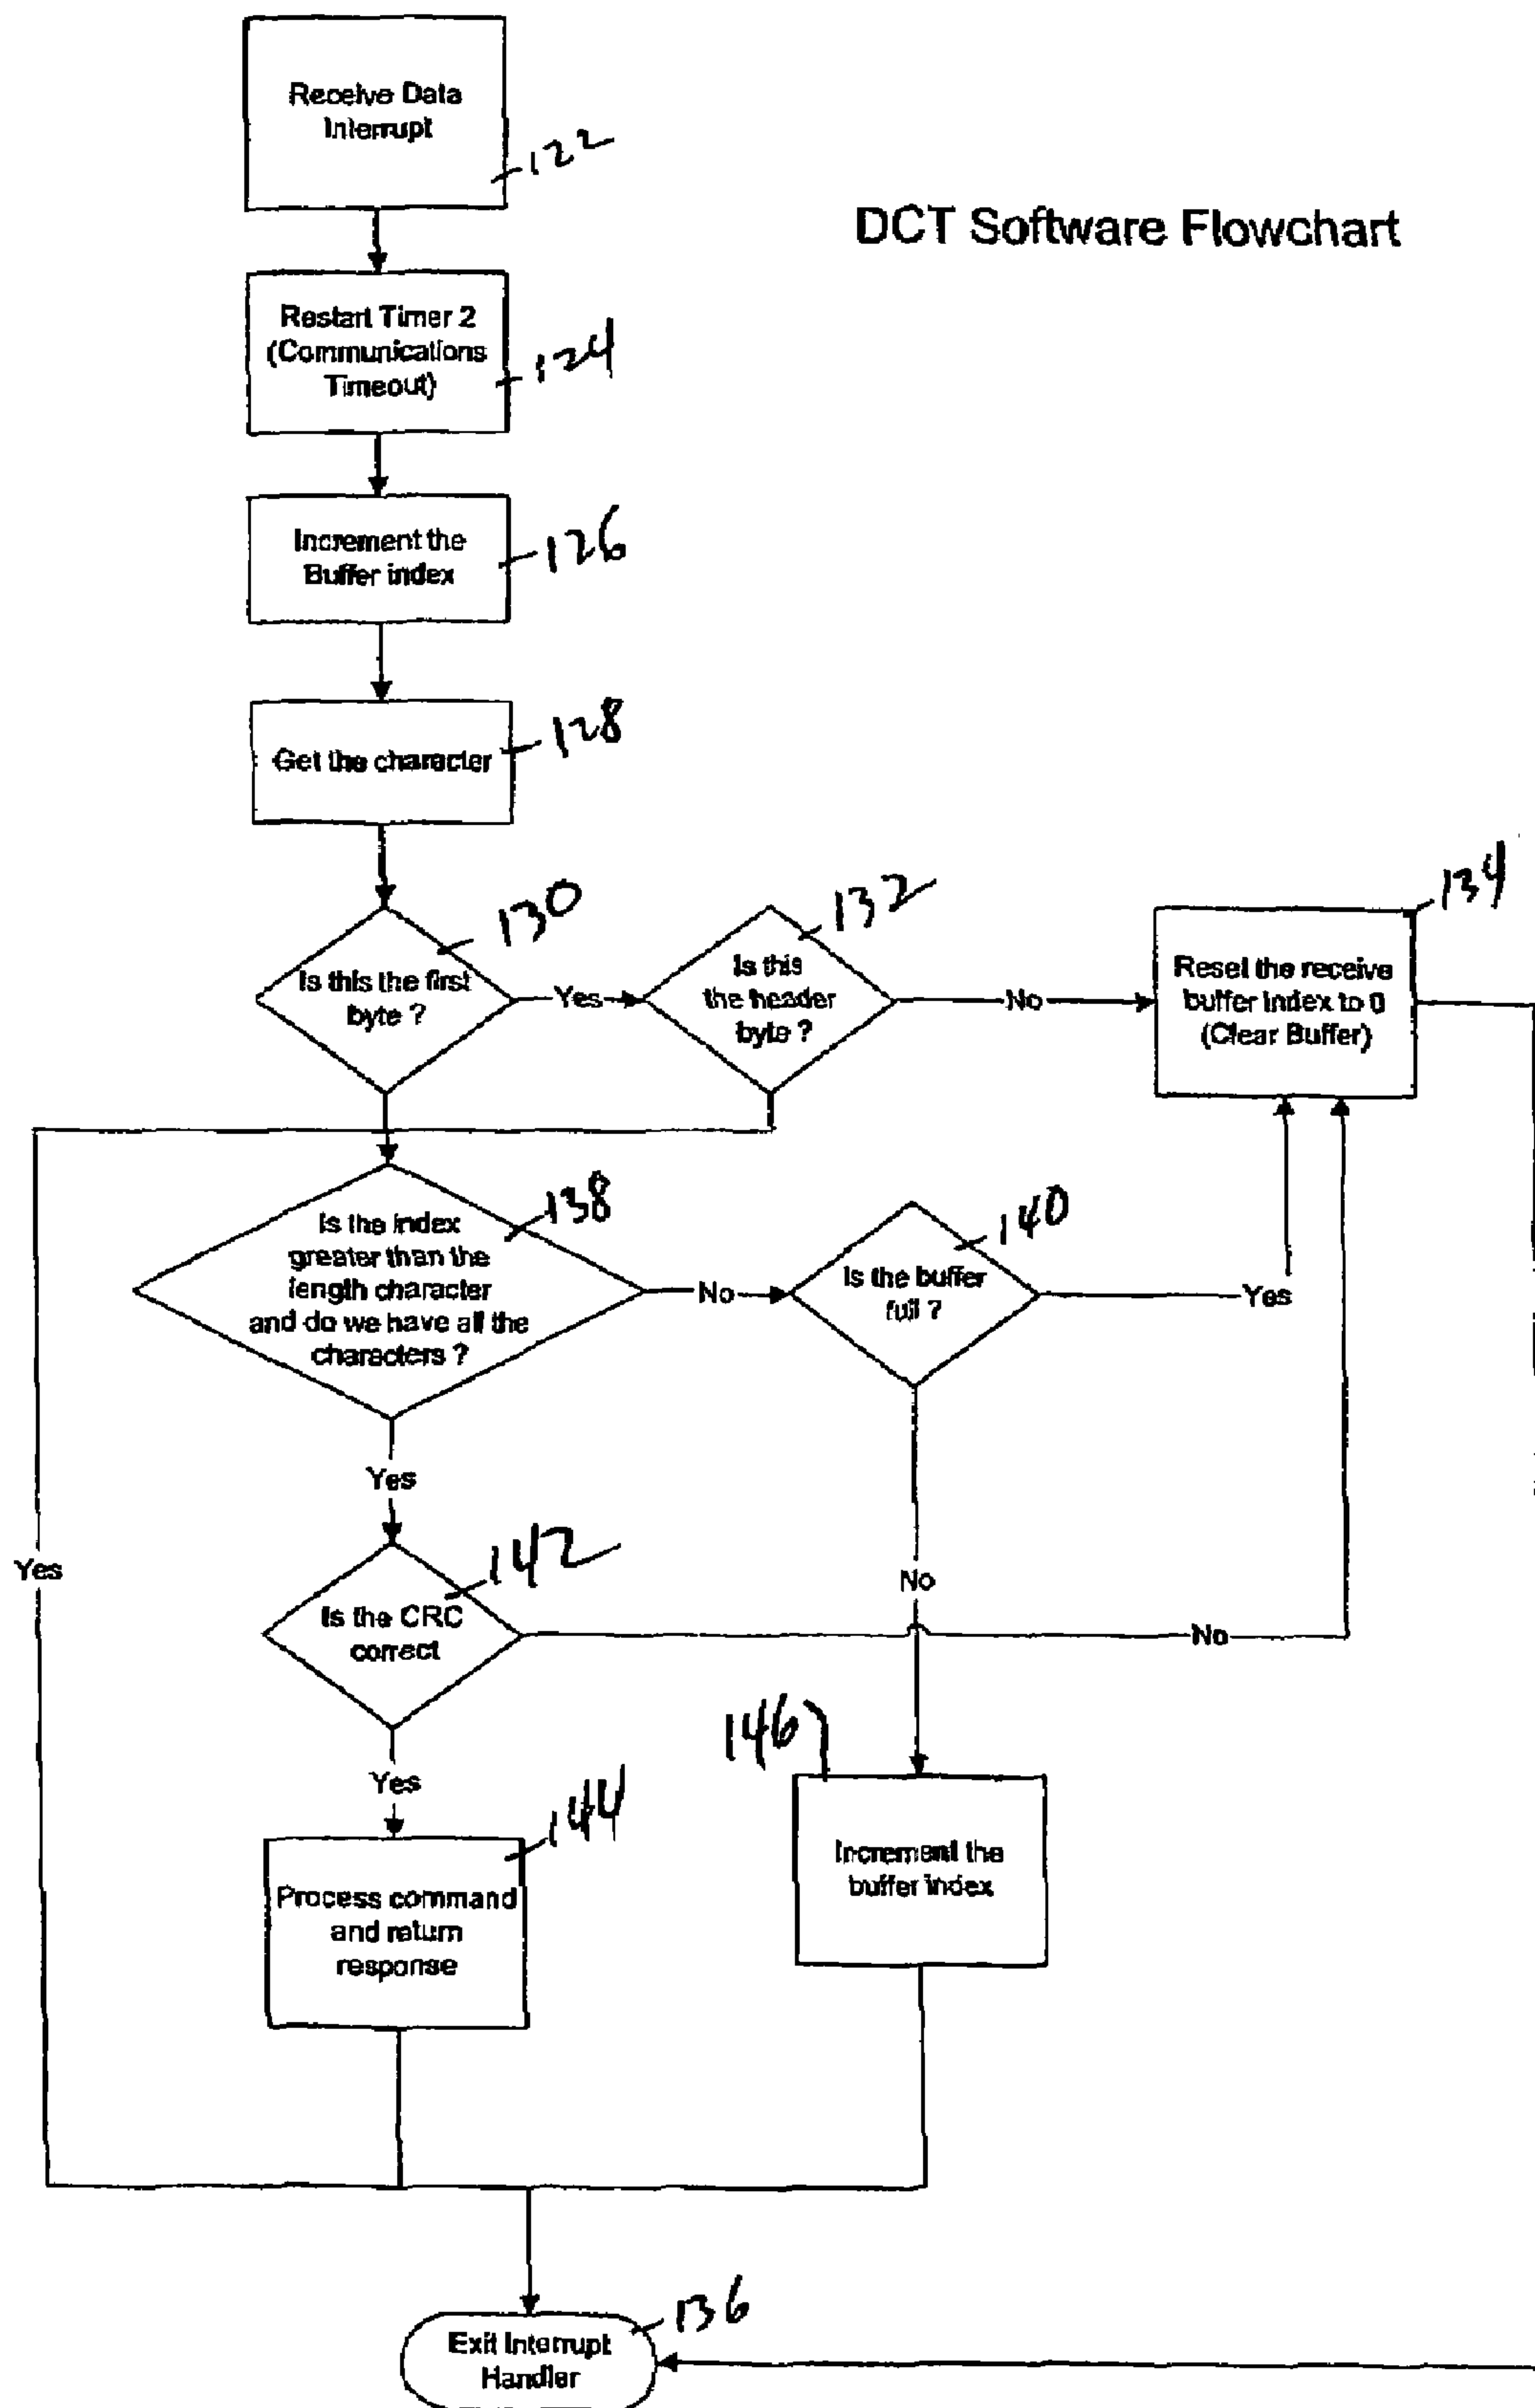 Receive Data
Interrupt
122
DCT Software Flowchart
Restart Timer 2
(Communications
Timeout)
124
Increment the
Buffer index
126
Get the character
128
130
Is this the first
byte ?
Yes
132
Is this
the header
byte ?
No
134
Reset the receive
buffer index to 0
(Clear Buffer)
138
Is the index
greater than the
length character
and do we have all the
characters ?
No
140
Is the buffer
full ?
Yes
Yes
Yes
No
142
Is the CRC
correct
No
Yes
144
Process command
and return
response
146
Increment the
buffer index
136
Exit Interrupt
Handler